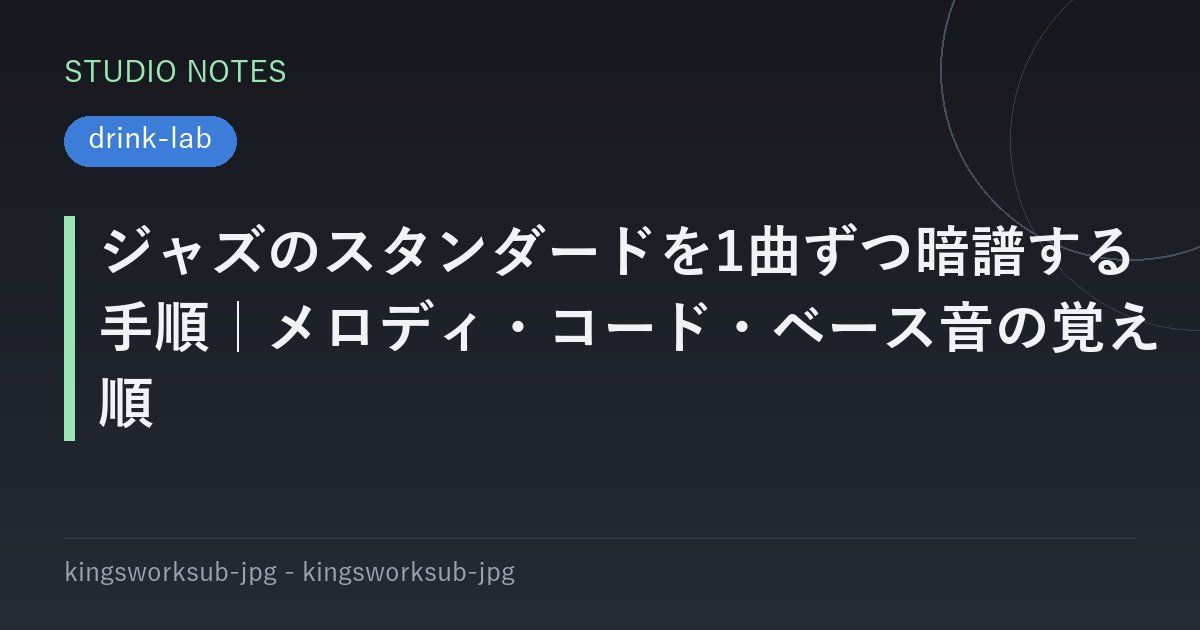 STUDIO NOTES
drink-lab
ジャズのスタンダードを1曲ずつ暗譜する
手順｜メロディ・コード・ベース音の覚え
順
kingsworksub-jpg - kingsworksub-jpg